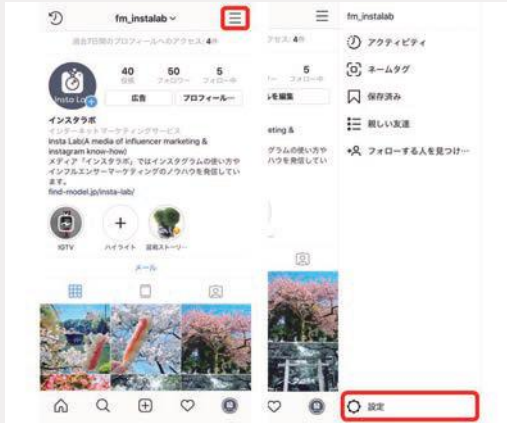 fm_instalab
過去7日間のプロフィールへのアクセス: 4件
40
50
5
投稿
フォロワー
フォロー中
Insta Lab
広告
プロフィール…
インスタラボ
インターネットマーケティングサービス
Insta Lab(A media of influencer marketing &
instagram know-how)
メディア「インスタラボ」ではインスタグラムの使い方や
インフルエンサーマーケティングのノウハウを発信してい
ます。
find-model.jp/insta-lab/
IGTV
ハイライト
メール
クセス: 4件
5
フォロー中
ルを編集
eting &
グラムの使い方や
ハウを発信してい
fm_instalab
アクティビティ
ネームタグ
保存済み
親しい友達
フォローする人を見つけ…
設定